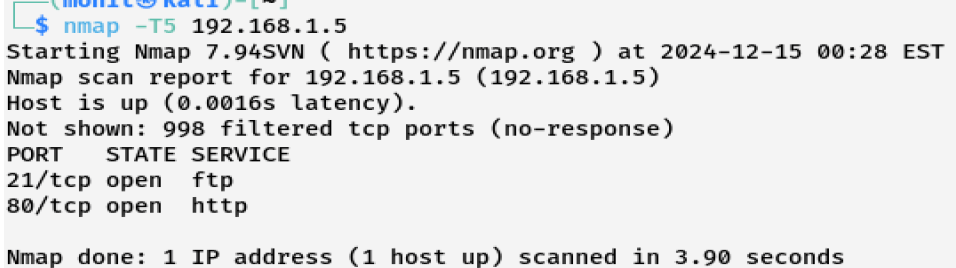 (mohit㉿kali)-[~]
$ nmap -T5 192.168.1.5
Starting Nmap 7.94SVN ( https://nmap.org ) at 2024-12-15 00:28 EST
Nmap scan report for 192.168.1.5 (192.168.1.5)
Host is up (0.0016s latency).
Not shown: 998 filtered tcp ports (no-response)
PORT   STATE SERVICE
21/tcp open  ftp
80/tcp open  http
Nmap done: 1 IP address (1 host up) scanned in 3.90 seconds